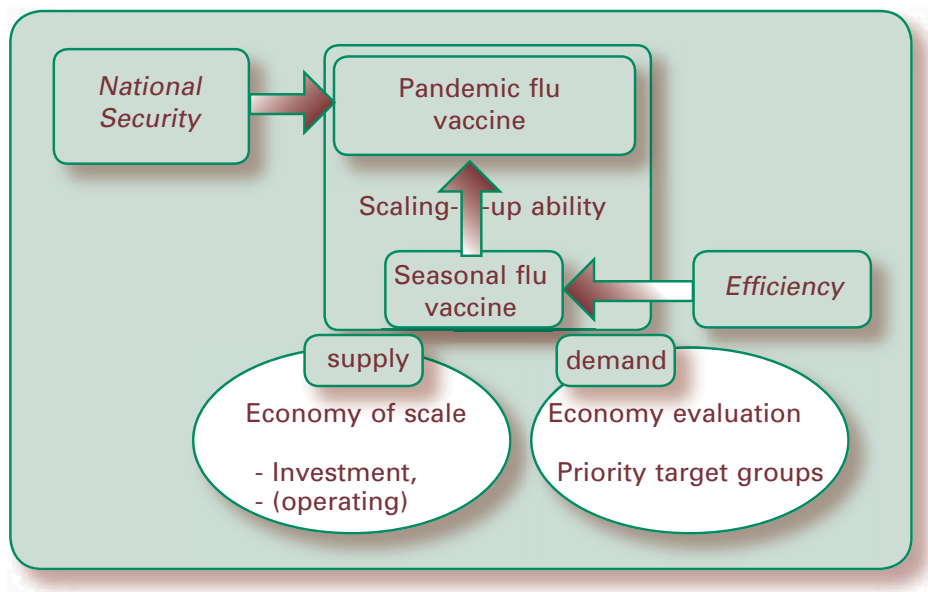 National
Security
Pandemic flu
vaccine
Scaling- -up ability
Seasonal flu
vaccine
Efficiency
supply
demand
Economy of scale
- Investment,
- (operating)
Economy evaluation
Priority target groups